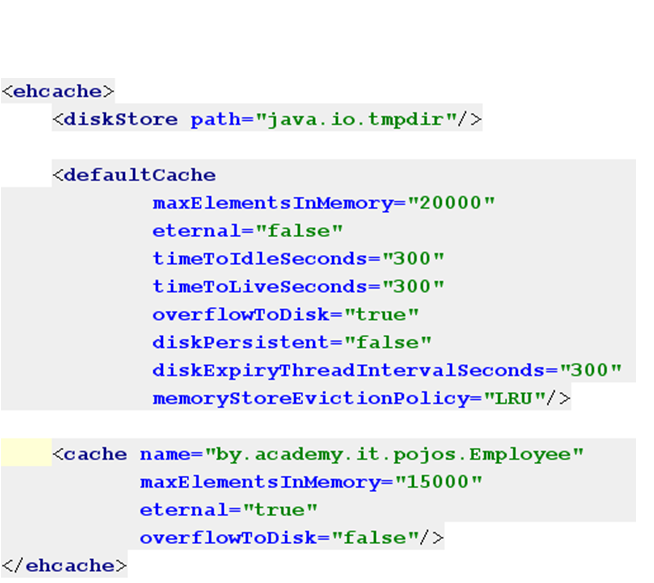 <ehcache>
<diskStore path="java.io.tmpdir"/>
<defaultCache
maxElementsInMemory="20000"
eternal="false"
timeToIdleSeconds="300"
timeToLiveSeconds="300"
overflowToDisk="true"
diskPersistent="false"
diskExpiryThreadIntervalSeconds="300"
memoryStoreEvictionPolicy="LRU"/>
<cache name="by.academy.it.pojos.Employee"
maxElementsInMemory="15000"
eternal="true"
overflowToDisk="false"/>
</ehcache>